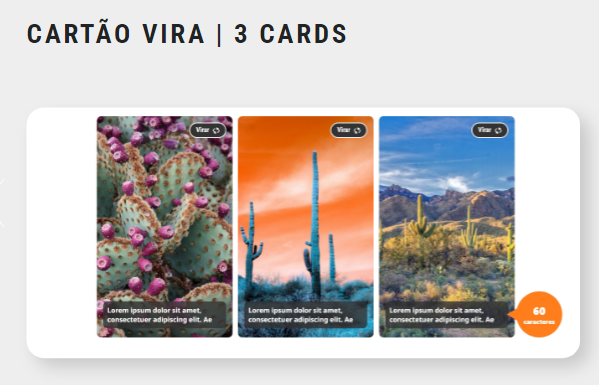 CARTÃO VIRA | 3 CARDS
Virar
Virar
Virar
Lorem ipsum dolor sit amet,
consectetuer adipiscing elit. Ae
Lorem ipsum dolor sit amet,
consectetuer adipiscing elit. Ae
Lorem ipsum dolor sit amet,
consectetuer adipiscing elit. Ae
60
caracteres